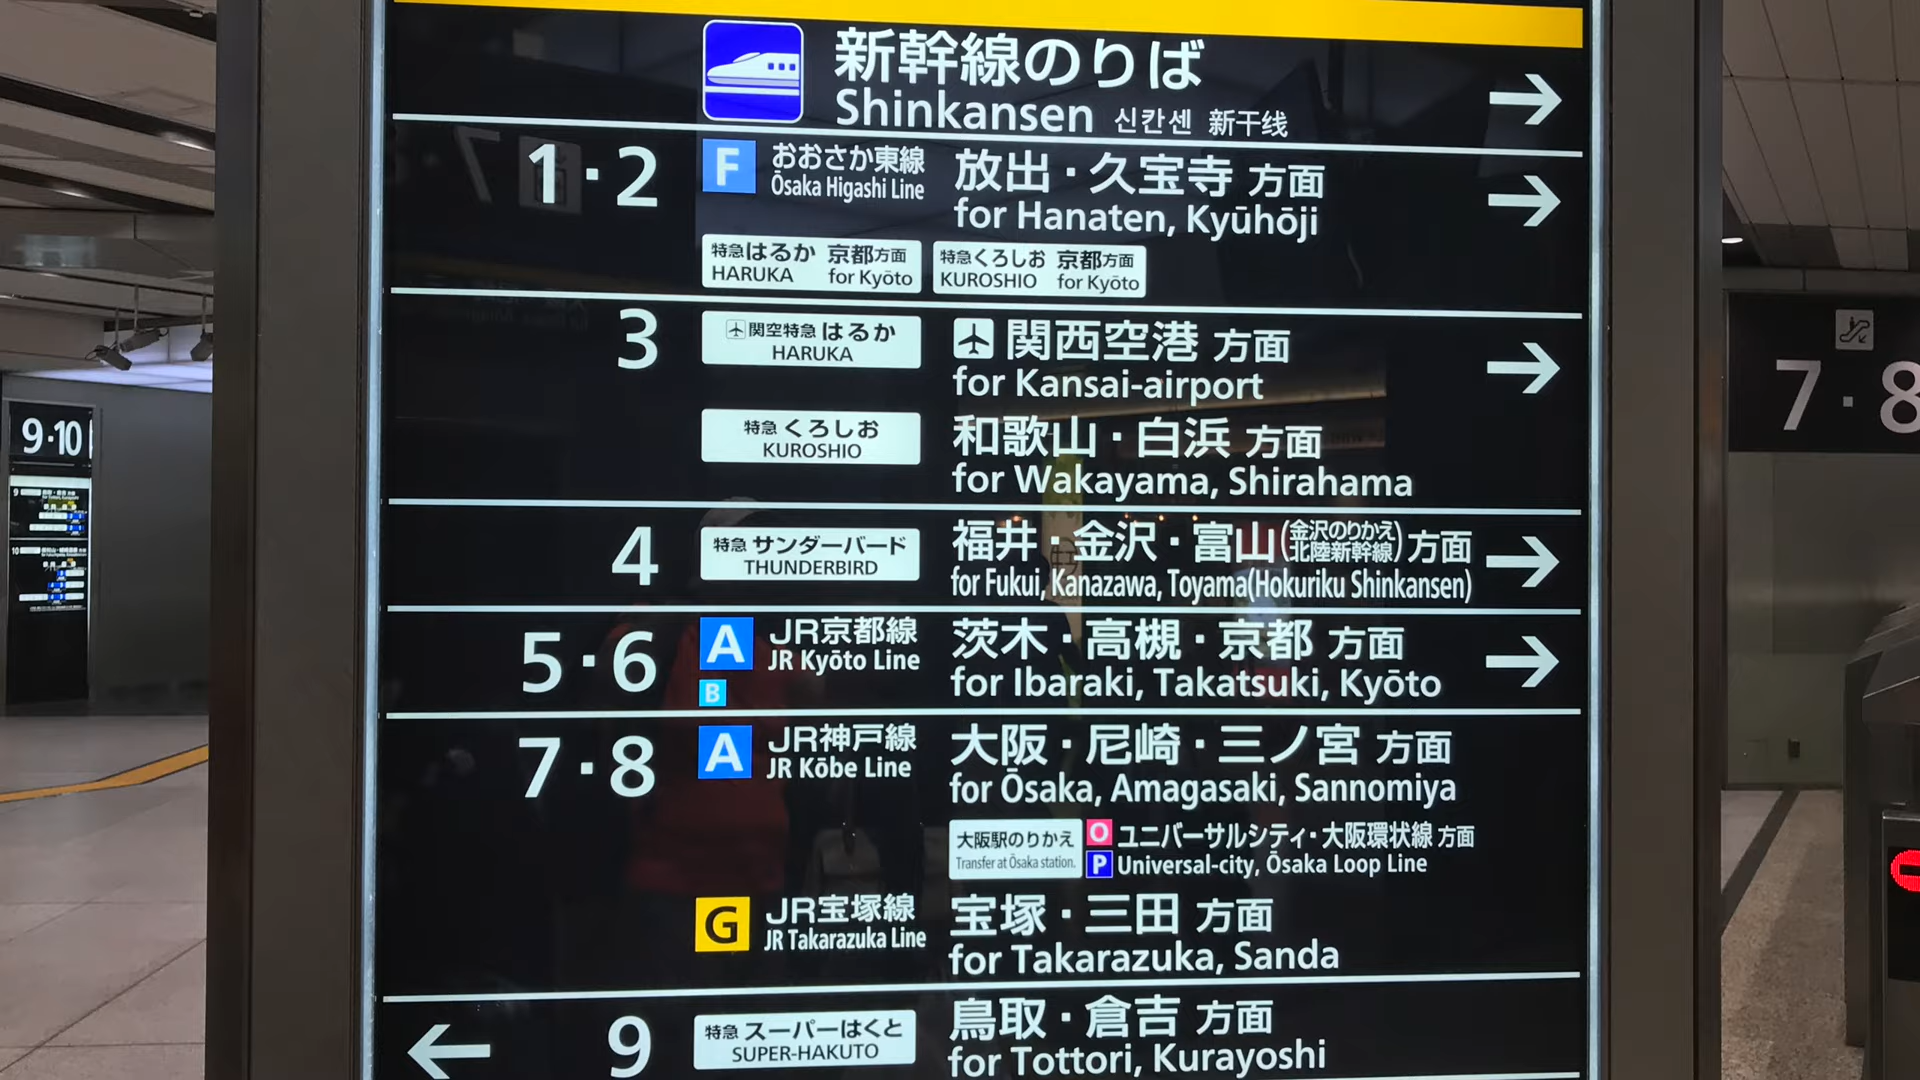 新幹線のりば
Shinkansen 신칸센 新干线 →
1・2 F おおさか東線 放出・久宝寺 方面 →
Ōsaka Higashi Line for Hanaten, Kyūhōji
特急はるか 京都方面 特急くろしお 京都方面
HARUKA for Kyōto KUROSHIO for Kyōto
3 関空特急 はるか 関西空港 方面 →
HARUKA for Kansai-airport
特急 くろしお 和歌山・白浜 方面
KUROSHIO for Wakayama, Shirahama
4 特急 サンダーバード 福井・金沢・富山(金沢のりかえ北陸新幹線)方面 →
THUNDERBIRD for Fukui, Kanazawa, Toyama(Hokuriku Shinkansen)
5・6 A JR京都線 茨木・高槻・京都 方面 →
B JR Kyōto Line for Ibaraki, Takatsuki, Kyōto
7・8 A JR神戸線 大阪・尼崎・三ノ宮 方面
JR Kōbe Line for Ōsaka, Amagasaki, Sannomiya
大阪駅のりかえ O ユニバーサルシティ・大阪環状線 方面
Transfer at Ōsaka station. P Universal-city, Ōsaka Loop Line
G JR宝塚線 宝塚・三田 方面
JR Takarazuka Line for Takarazuka, Sanda
← 9 特急 スーパーはくと 鳥取・倉吉 方面
SUPER-HAKUTO for Tottori, Kurayoshi
9・10
7・8